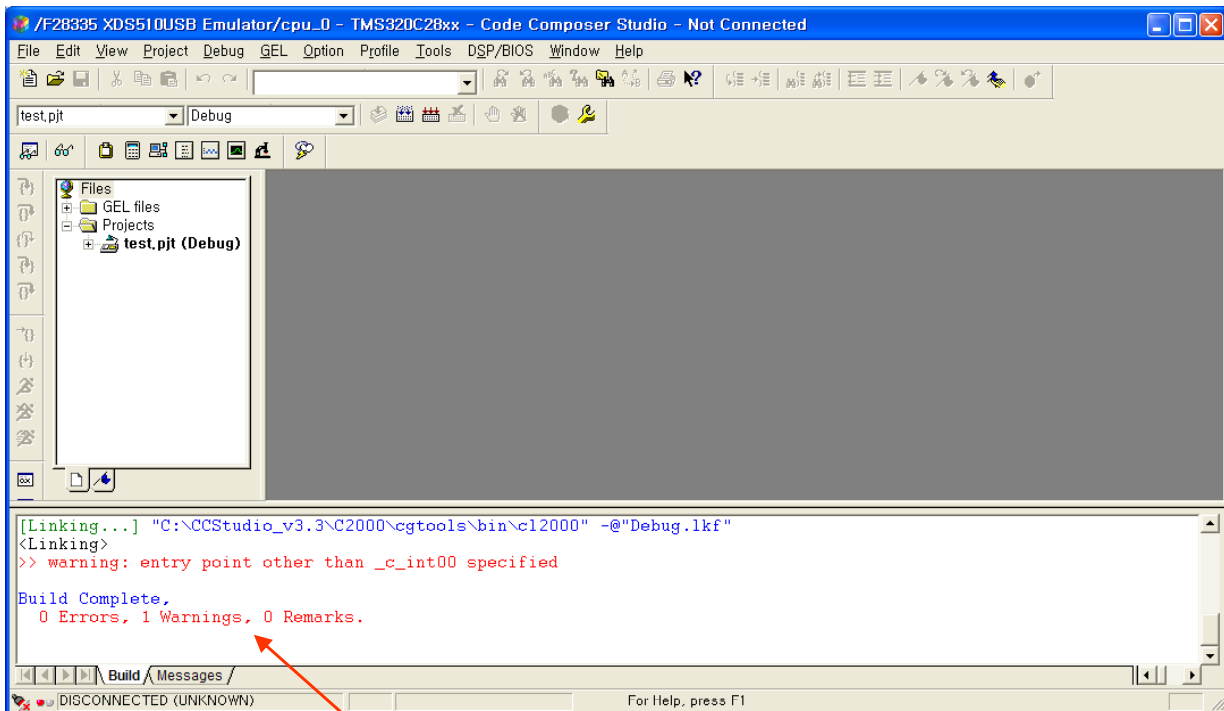 /F28335 XDS510USB Emulator/cpu_0 - TMS320C28xx - Code Composer Studio - Not Connected
File Edit View Project Debug GEL Option Profile Tools DSP/BIOS Window Help
test.pjt Debug
Files
GEL files
Projects
test.pjt (Debug)
[Linking...] "C:\CCStudio_v3.3\C2000\cgtools\bin\cl2000" -@"Debug.lkf"
<Linking>
>> warning: entry point other than _c_int00 specified
Build Complete,
0 Errors, 1 Warnings, 0 Remarks.
Build Messages
DISCONNECTED (UNKNOWN) For Help, press F1